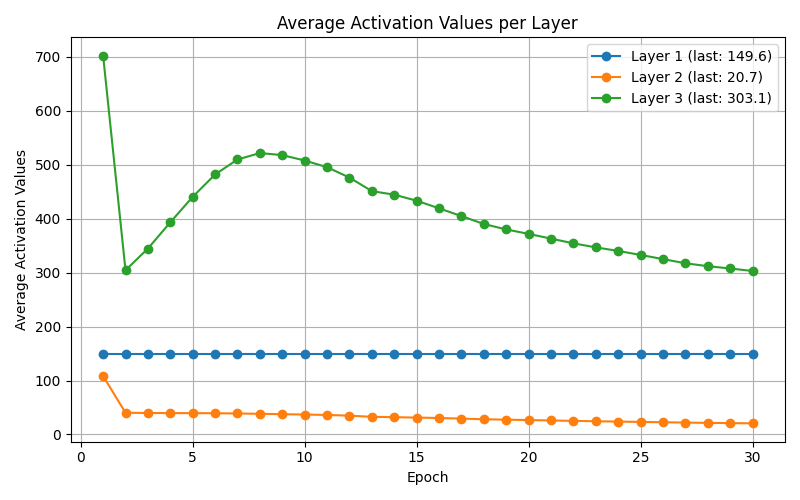 Average Activation Values per Layer
Average Activation Values
700
600
500
400
300
200
100
0
Layer 1 (last: 149.6)
Layer 2 (last: 20.7)
Layer 3 (last: 303.1)
0 5 10 15 20 25 30
Epoch